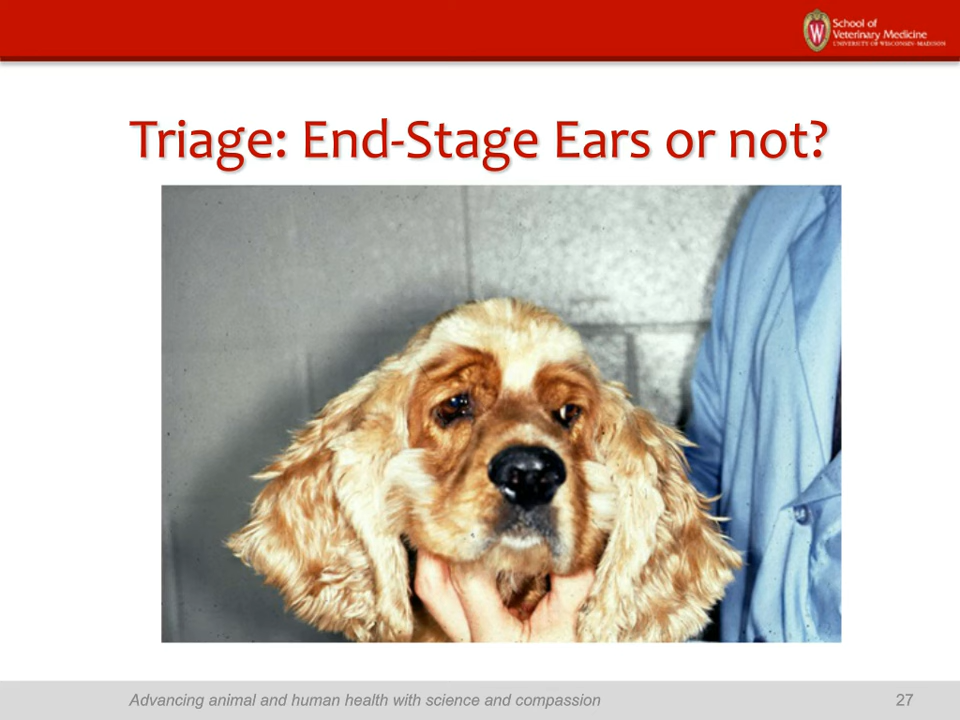 School of
Veterinary Medicine
UNIVERSITY OF WISCONSIN-MADISON
Triage: End-Stage Ears or not?
Advancing animal and human health with science and compassion
27